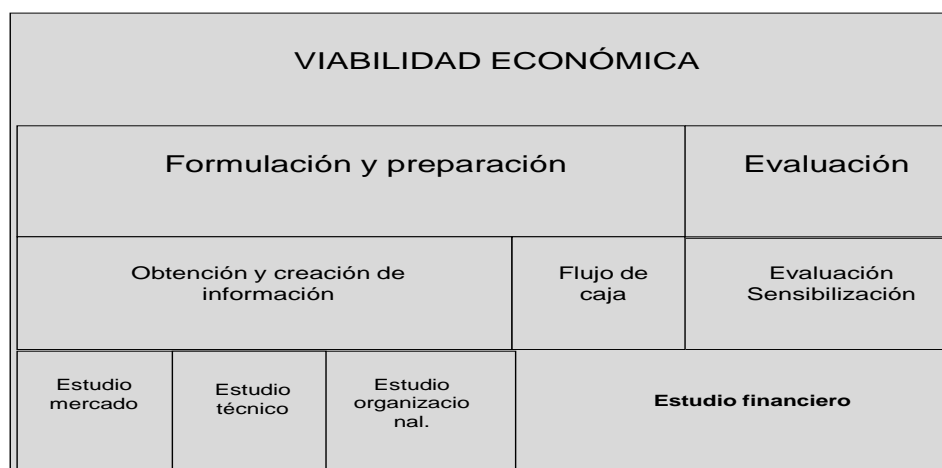 VIABILIDAD ECONÓMICA
Formulación y preparación
Evaluación
Obtención y creación de
información
Flujo de
caja
Evaluación
Sensibilización
Estudio
mercado
Estudio
técnico
Estudio
organizacio
nal.
Estudio financiero